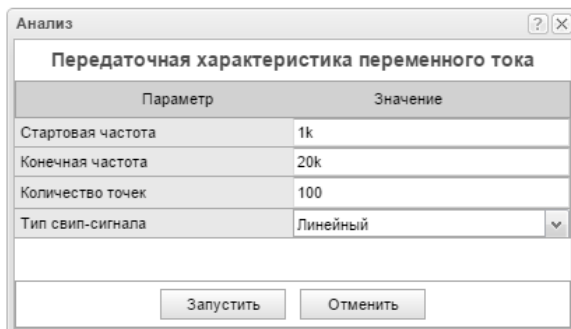 Анализ
Передаточная характеристика переменного тока
Параметр Значение
Стартовая частота 1k
Конечная частота 20k
Количество точек 100
Тип свип-сигнала Линейный
Запустить Отменить